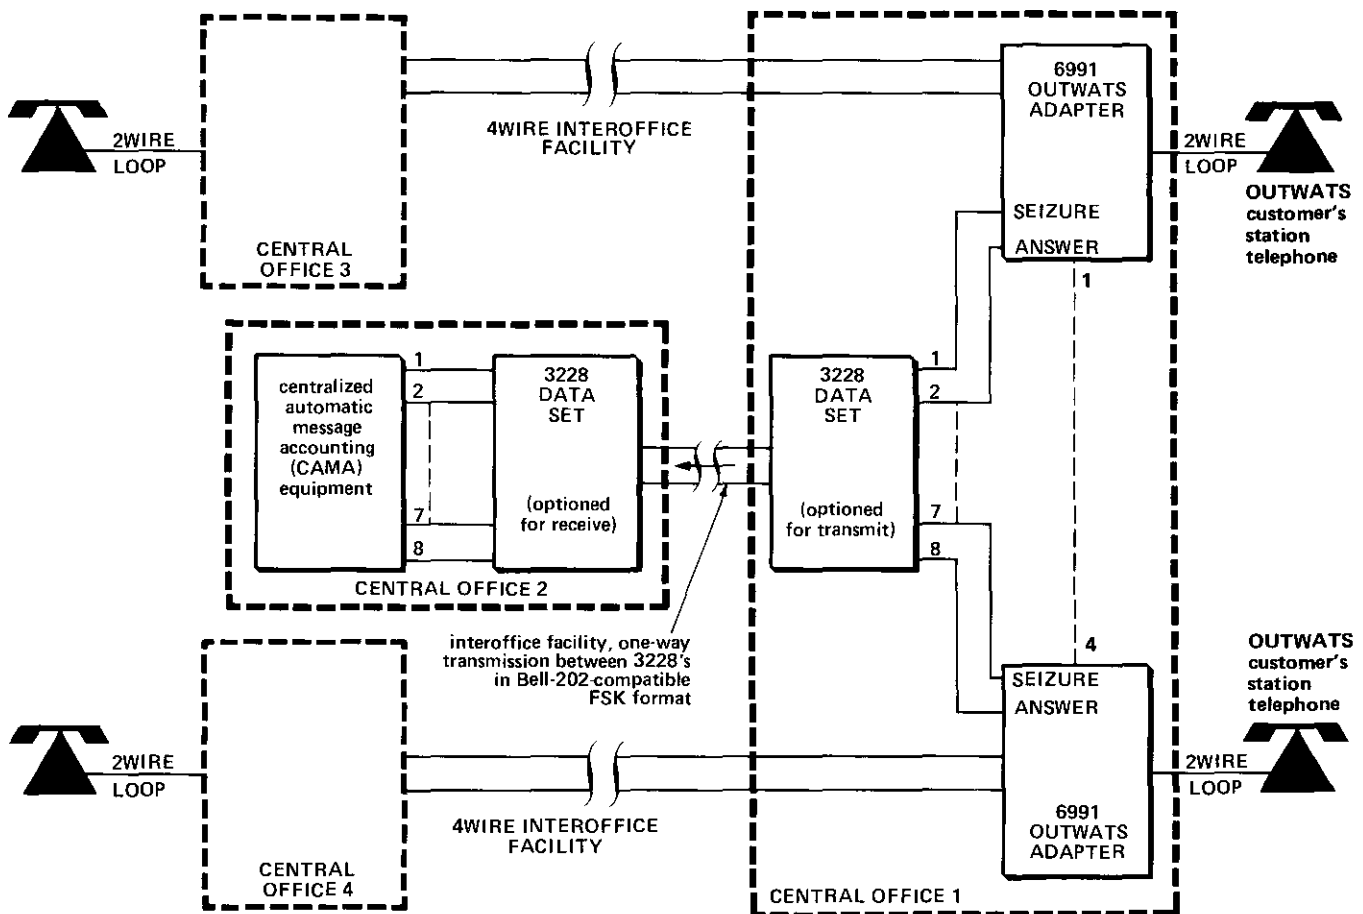 6991
OUTWATS
ADAPTER
4WIRE INTEROFFICE
FACILITY
2WIRE
LOOP
2WIRE
LOOP
OUTWATS
customer's
station
telephone
SEIZURE
ANSWER
CENTRAL
OFFICE 3
1
centralized
automatic
message
accounting
(CAMA)
equipment
1
2
7
8
3228
DATA
SET
(optioned
for receive)
CENTRAL OFFICE 2
3228
DATA
SET
(optioned
for transmit)
1
2
7
8
interoffice facility, one-way
transmission between 3228's
in Bell-202-compatible
FSK format
4
SEIZURE
ANSWER
OUTWATS
customer's
station
telephone
2WIRE
LOOP
2WIRE
LOOP
4WIRE INTEROFFICE
FACILITY
6991
OUTWATS
ADAPTER
CENTRAL
OFFICE 4
CENTRAL OFFICE 1